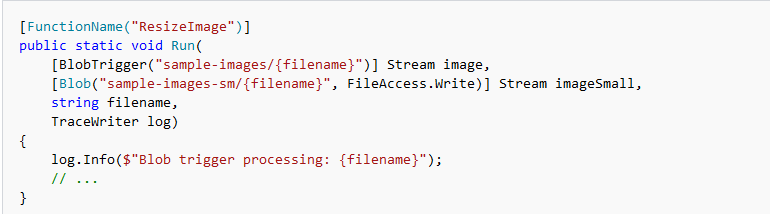 [FunctionName("ResizeImage")]
public static void Run(
    [BlobTrigger("sample-images/{filename}")] Stream image,
    [Blob("sample-images-sm/{filename}", FileAccess.Write)] Stream imageSmall,
    string filename,
    TraceWriter log)
{
    log.Info($"Blob trigger processing: {filename}");
    // ...
}